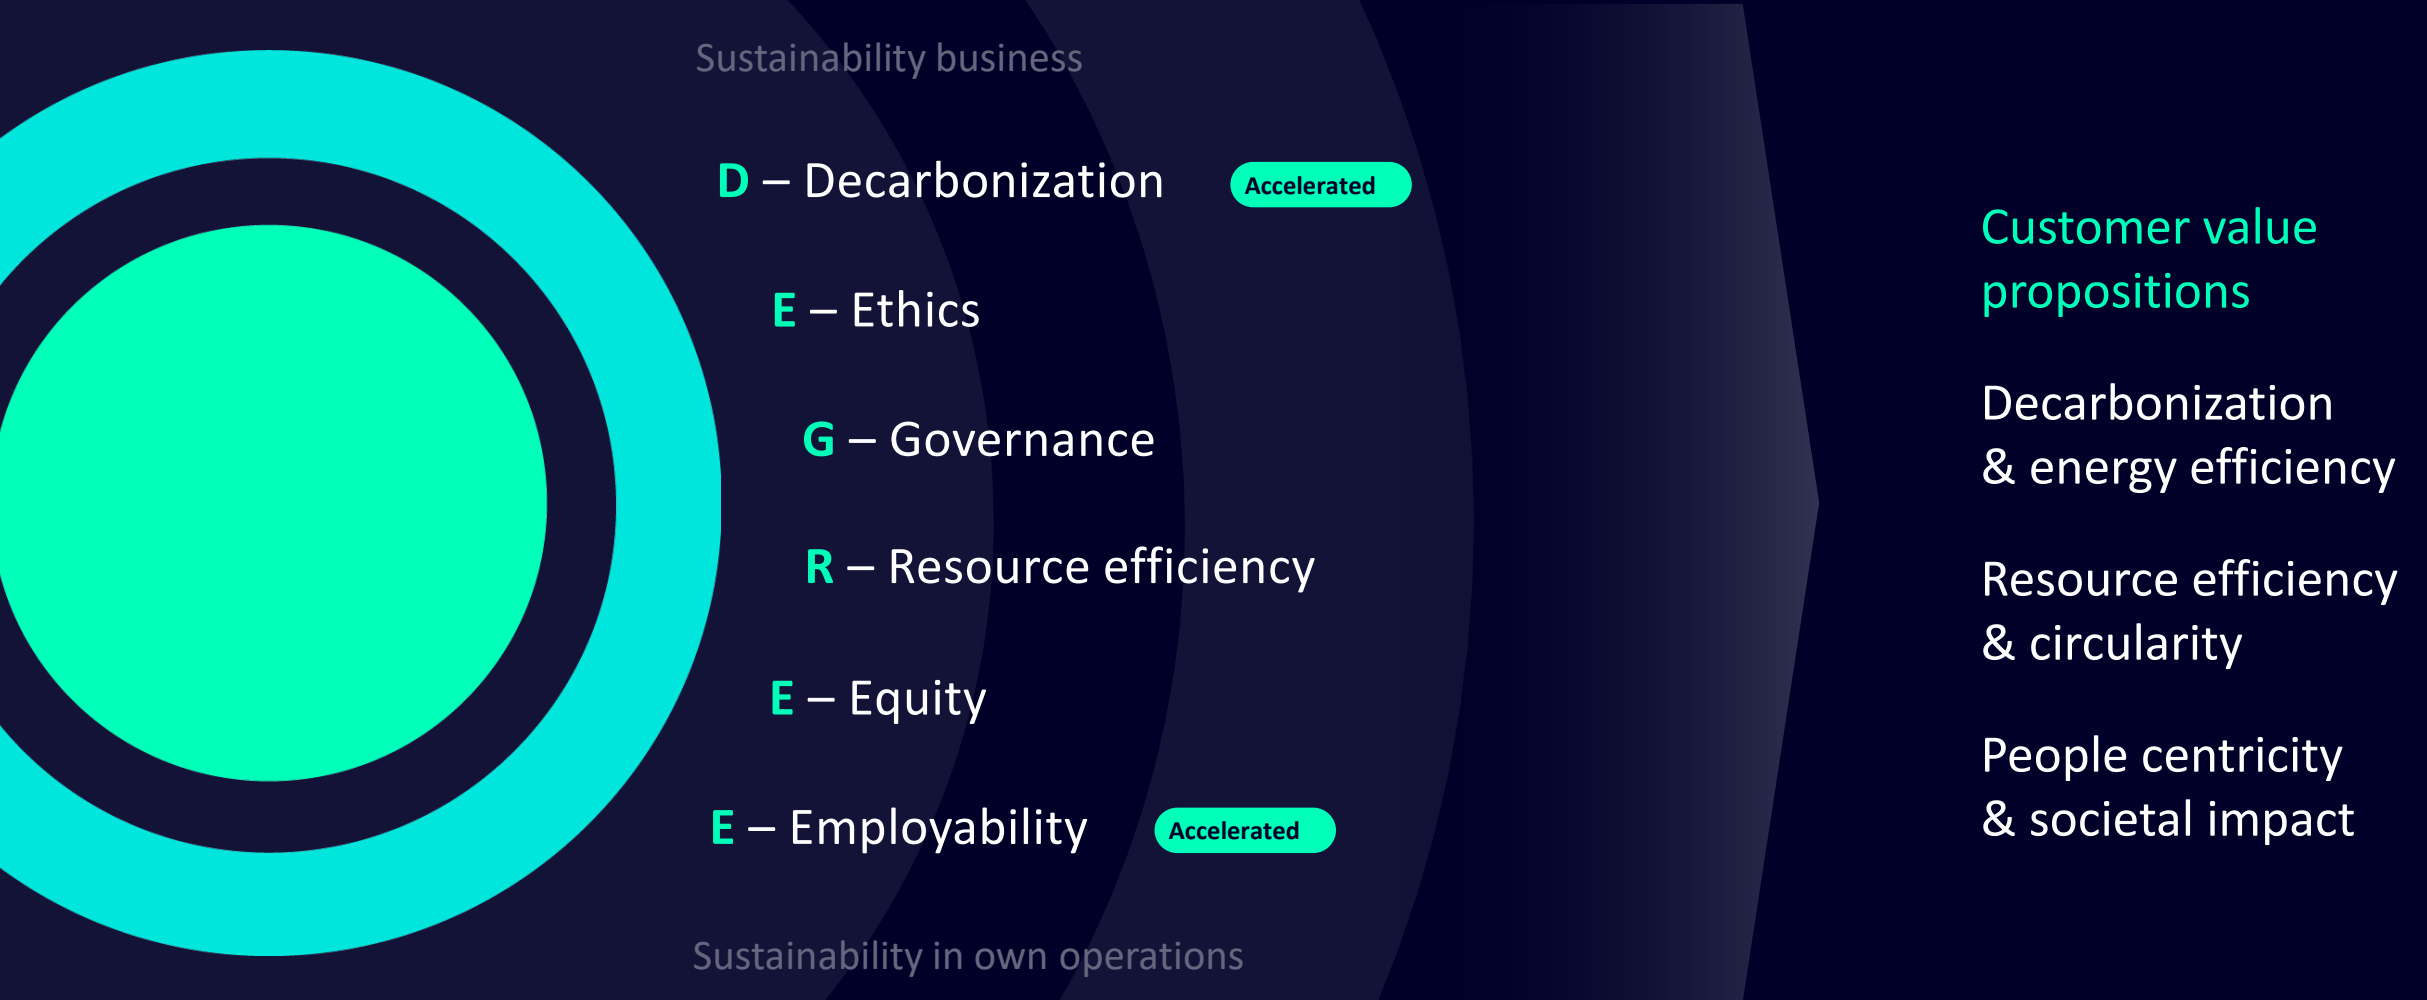 Sustainability business
D – Decarbonization Accelerated
E – Ethics
G – Governance
R – Resource efficiency
E – Equity
E – Employability Accelerated
Sustainability in own operations
Customer value
propositions
Decarbonization
& energy efficiency
Resource efficiency
& circularity
People centricity
& societal impact